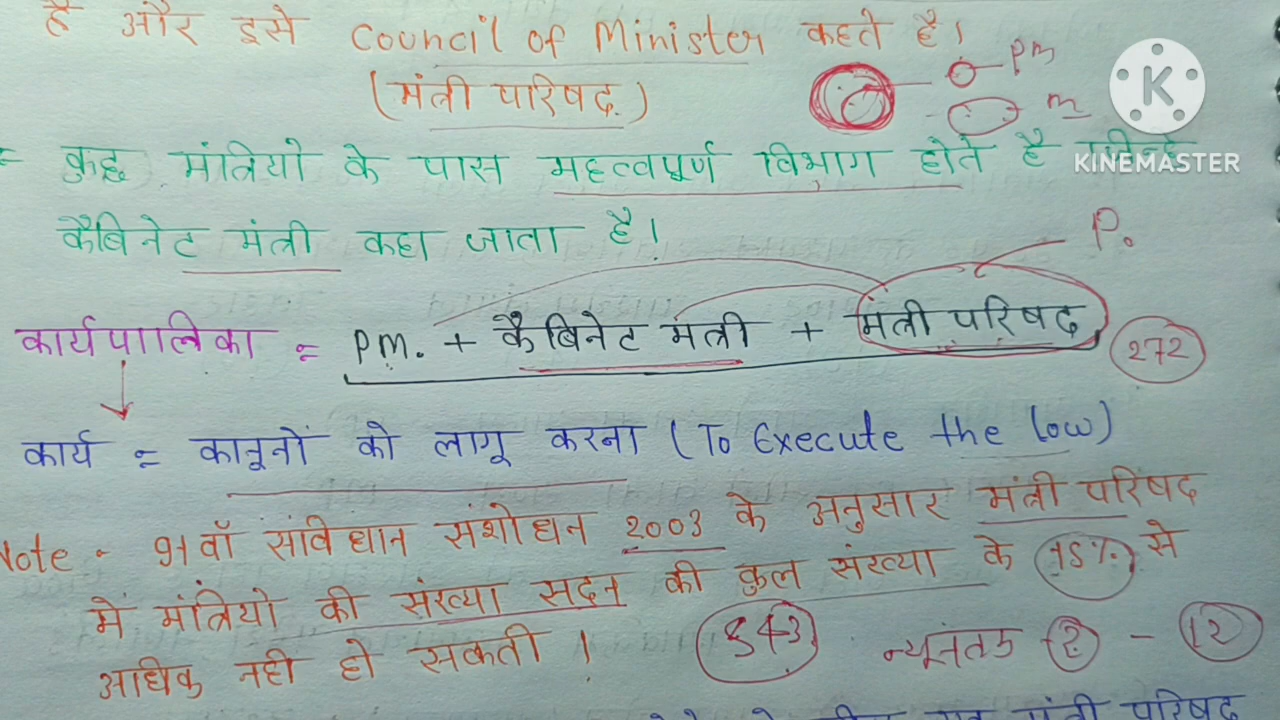 है और इसे Council of Minister कहते है।
(मंत्री परिषद)
pm
m
K
KINEMASTER
= कुछ मंत्रियो के पास महत्वपूर्ण विभाग होते है
कैबिनेट मंत्री कहा जाता है।
P.
कार्यपालिका = PM. + कैबिनेट मंत्री + मंत्री परिषद
272
कार्य = कानूनों को लागू करना (To Execute the low)
Note - 91वाँ संविधान संशोधन 2003 के अनुसार मंत्री परिषद
में मंत्रियो की संख्या सदन की कुल संख्या के 15% से
अधिक नही हो सकती !
543
न्यूनतम - 12
मंत्री परिषद